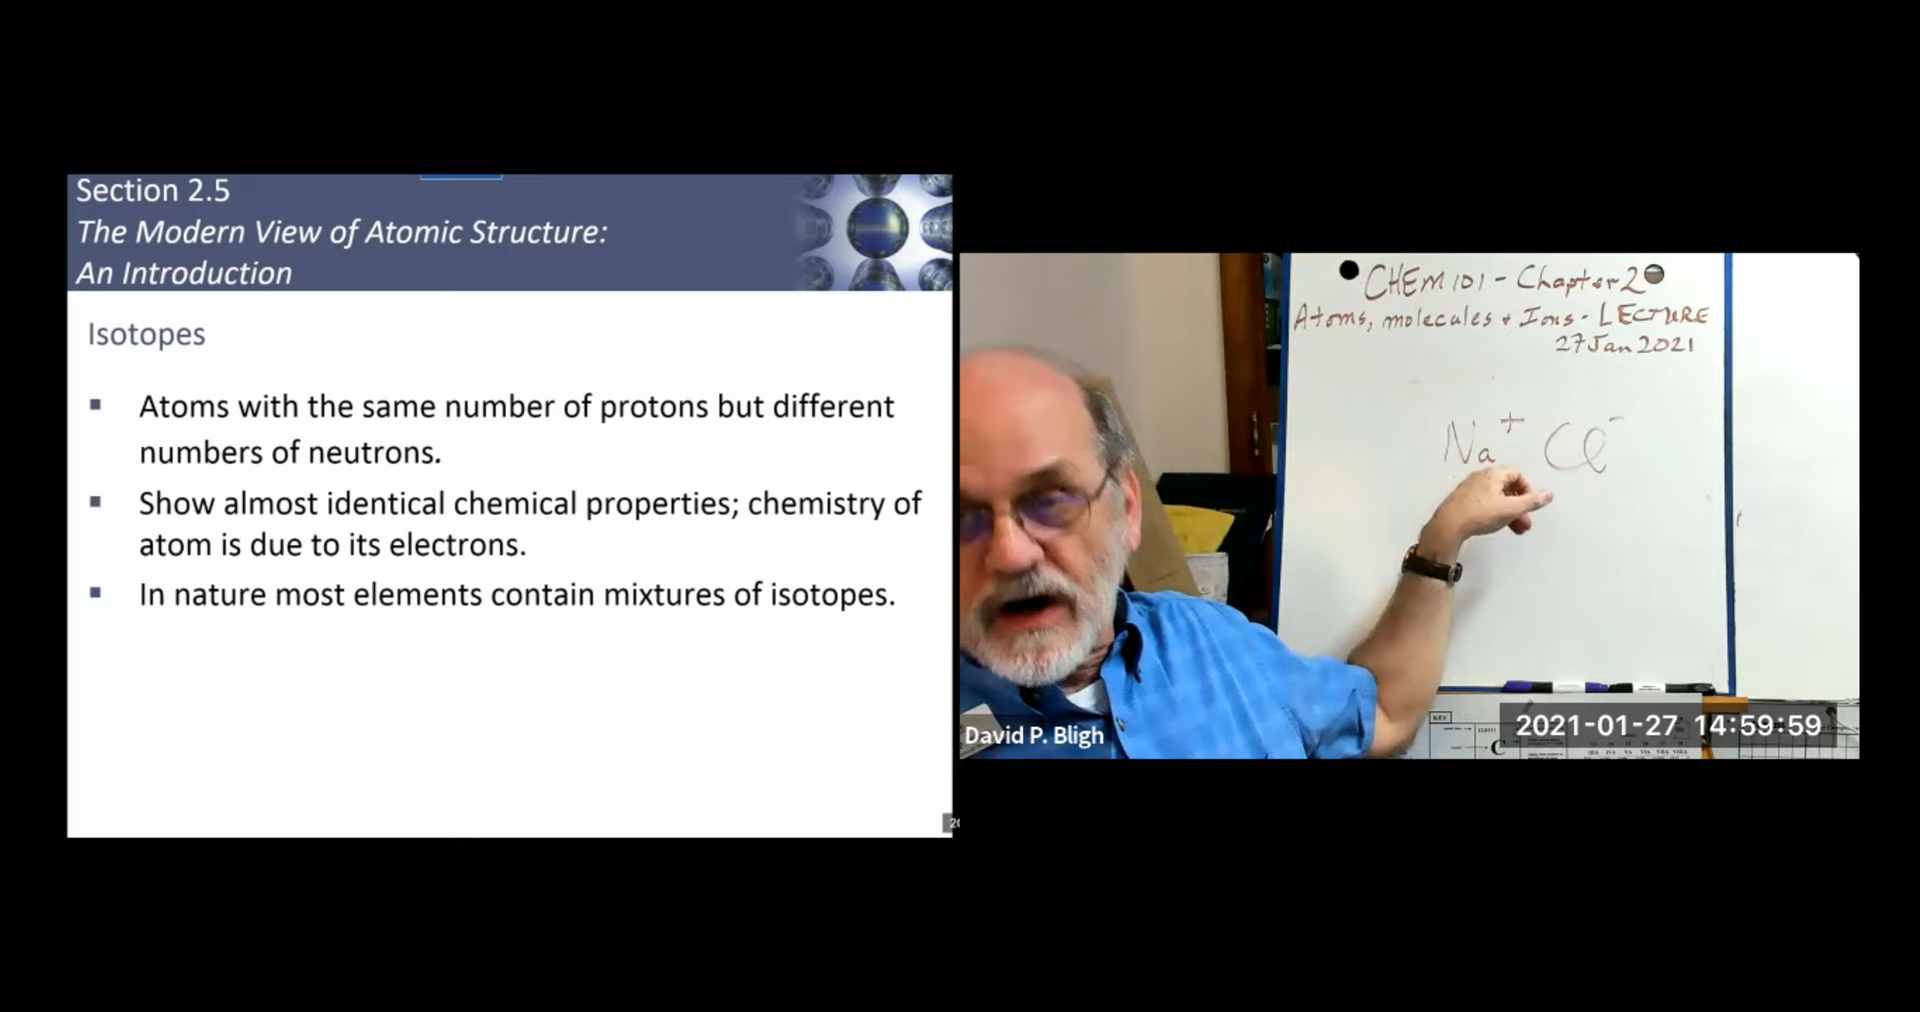 Section 2.5
The Modern View of Atomic Structure:
An Introduction
Isotopes
▪ Atoms with the same number of protons but different
numbers of neutrons.
▪ Show almost identical chemical properties; chemistry of
atom is due to its electrons.
▪ In nature most elements contain mixtures of isotopes.
CHEM 101 - Chapter 2
Atoms, molecules + Ions - LECTURE
27 Jan 2021
Na⁺ Cl⁻
David P. Bligh
KEY
C
2021-01-27 14:59:59